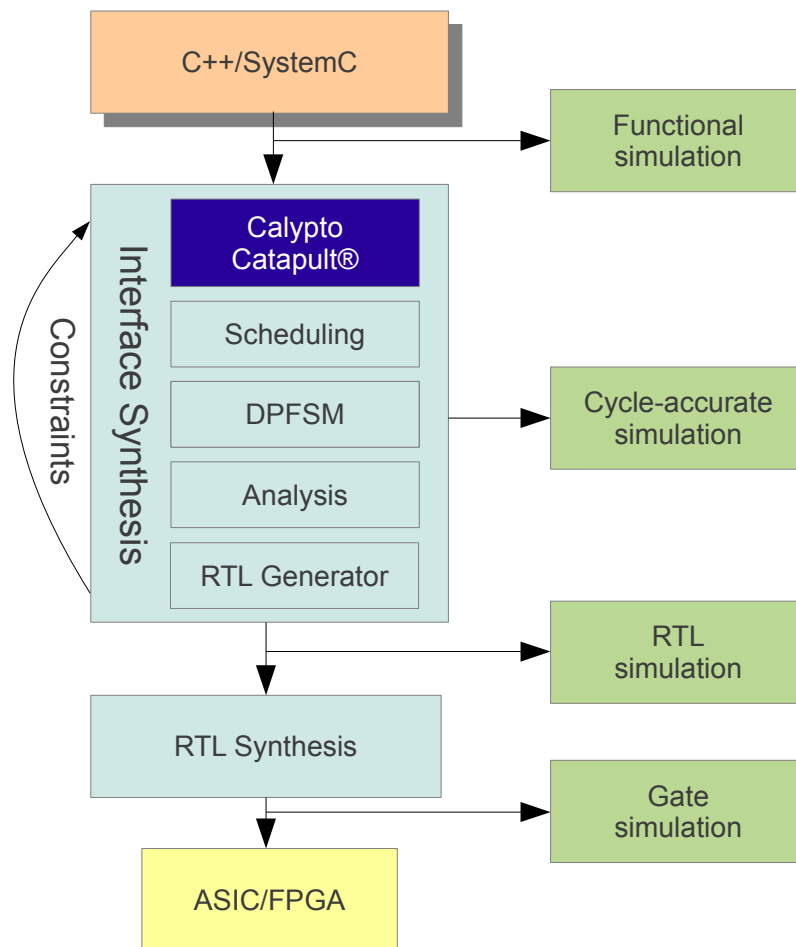 C++/SystemC
Functional
simulation
Calypto
Catapult®
Interface Synthesis
Constraints
Scheduling
DPFSM
Cycle-accurate
simulation
Analysis
RTL Generator
RTL
simulation
RTL Synthesis
Gate
simulation
ASIC/FPGA